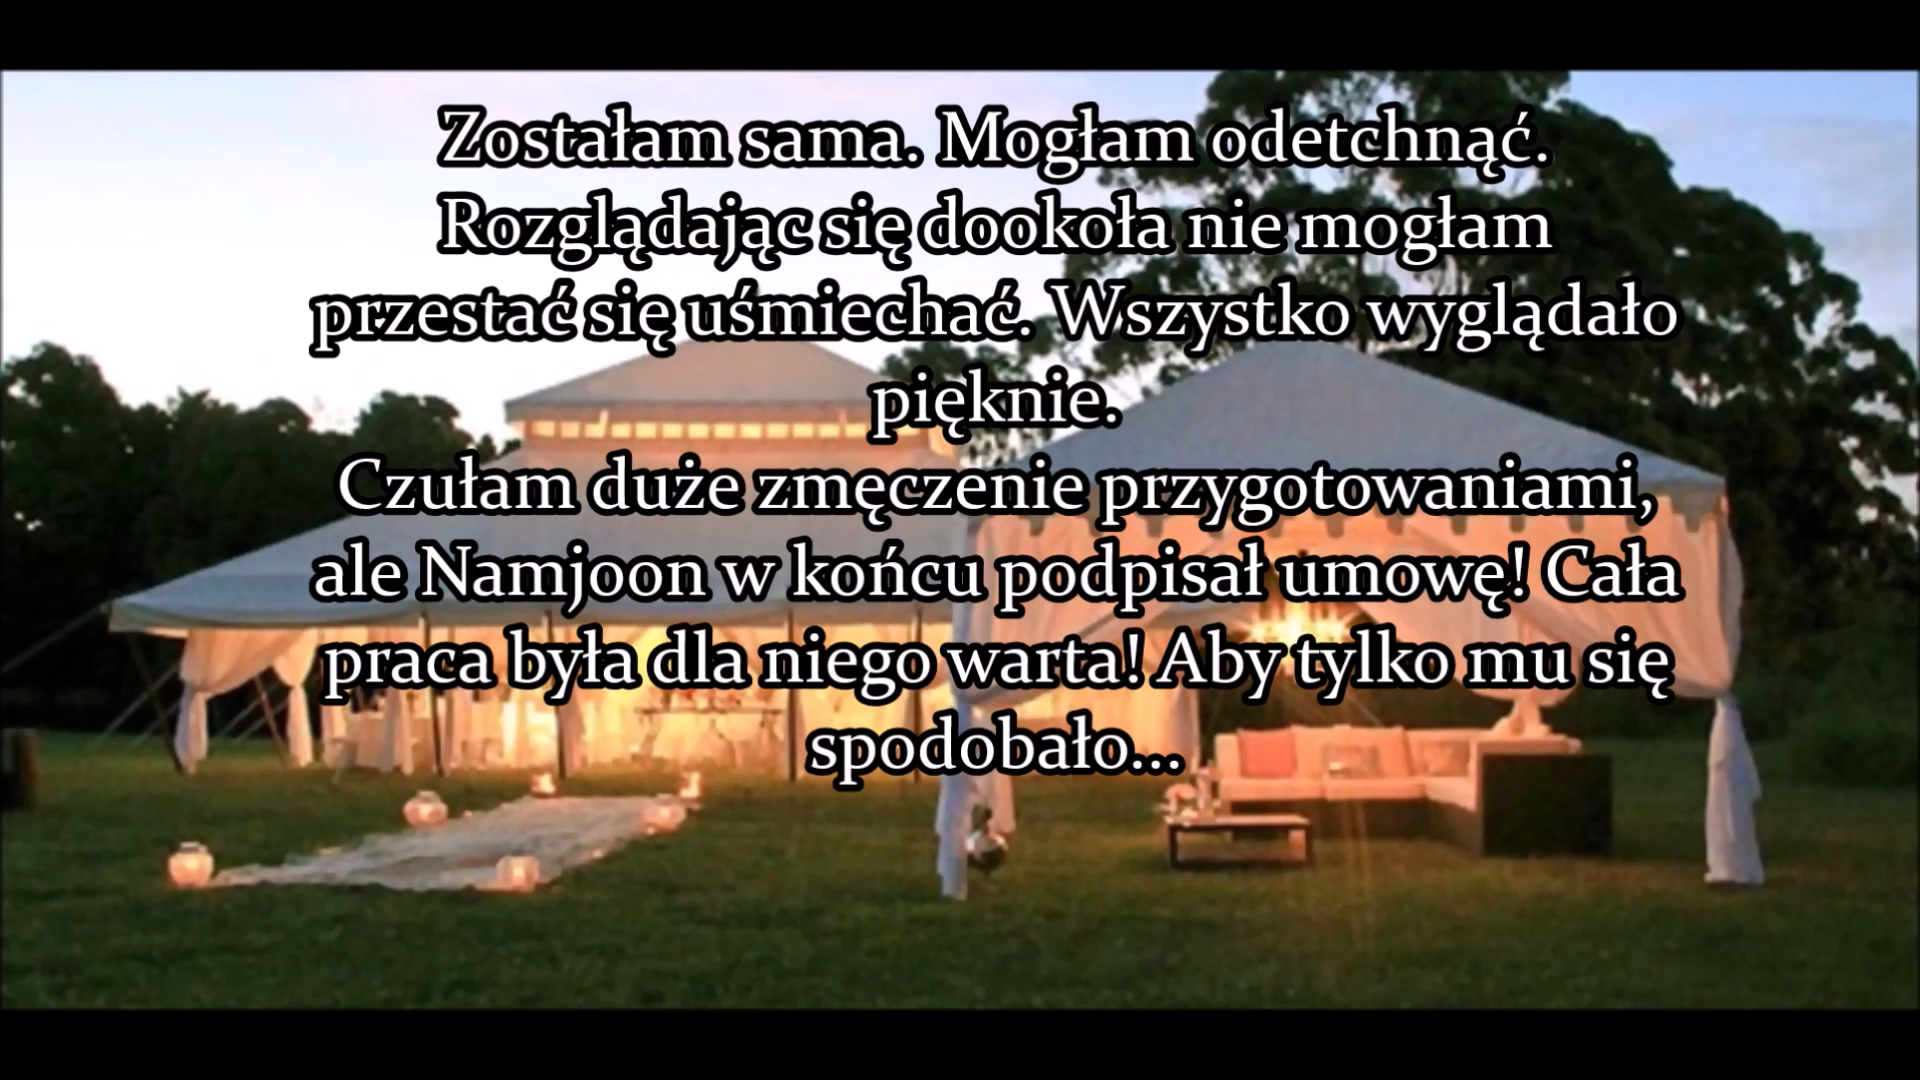 Zostałam sama. Mogłam odetchnąć.
Rozglądając się dookoła nie mogłam
przestać się uśmiechać. Wszystko wyglądało
pięknie.
Czułam duże zmęczenie przygotowaniami,
ale Namjoon w końcu podpisał umowę! Cała
praca była dla niego warta! Aby tylko mu się
spodobało...